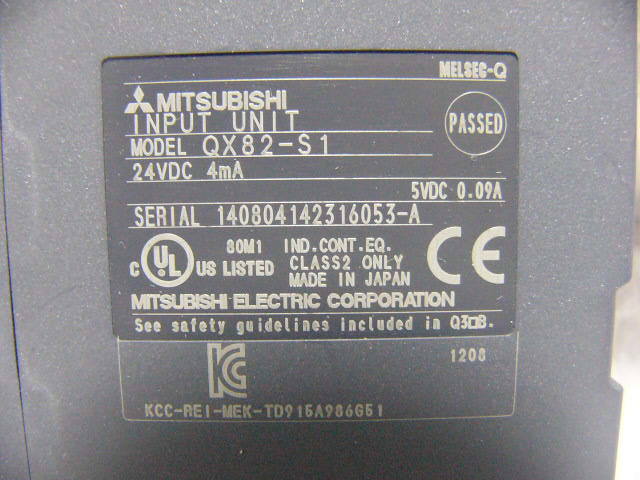 MELSEC-Q
MITSUBISHI
INPUT UNIT
PASSED
MODEL QX82-S1
24VDC 4mA
5VDC 0.09A
SERIAL 140804142316053-A
C UL US LISTED
80M1 IND.CONT.EQ.
CLASS2 ONLY
MADE IN JAPAN
CE
MITSUBISHI ELECTRIC CORPORATION
See safety guidelines included in Q3□B.
KC
1208
KCC-REI-MEK-TD915A986G51